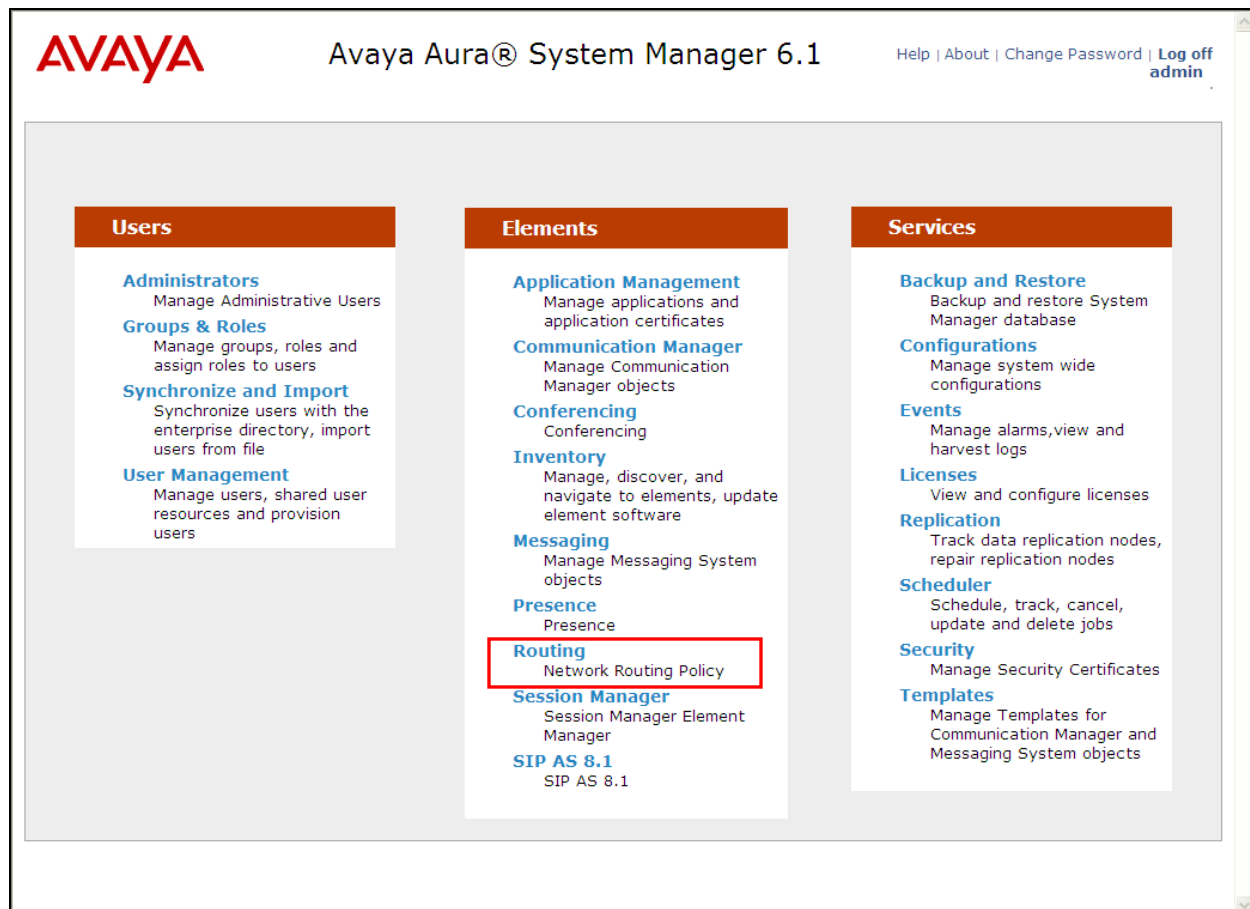 AVAYA
Avaya Aura® System Manager 6.1
Help | About | Change Password | Log off
admin
Users
Administrators
Manage Administrative Users
Groups & Roles
Manage groups, roles and
assign roles to users
Synchronize and Import
Synchronize users with the
enterprise directory, import
users from file
User Management
Manage users, shared user
resources and provision
users
Elements
Application Management
Manage applications and
application certificates
Communication Manager
Manage Communication
Manager objects
Conferencing
Conferencing
Inventory
Manage, discover, and
navigate to elements, update
element software
Messaging
Manage Messaging System
objects
Presence
Presence
Routing
Network Routing Policy
Session Manager
Session Manager Element
Manager
SIP AS 8.1
SIP AS 8.1
Services
Backup and Restore
Backup and restore System
Manager database
Configurations
Manage system wide
configurations
Events
Manage alarms,view and
harvest logs
Licenses
View and configure licenses
Replication
Track data replication nodes,
repair replication nodes
Scheduler
Schedule, track, cancel,
update and delete jobs
Security
Manage Security Certificates
Templates
Manage Templates for
Communication Manager and
Messaging System objects